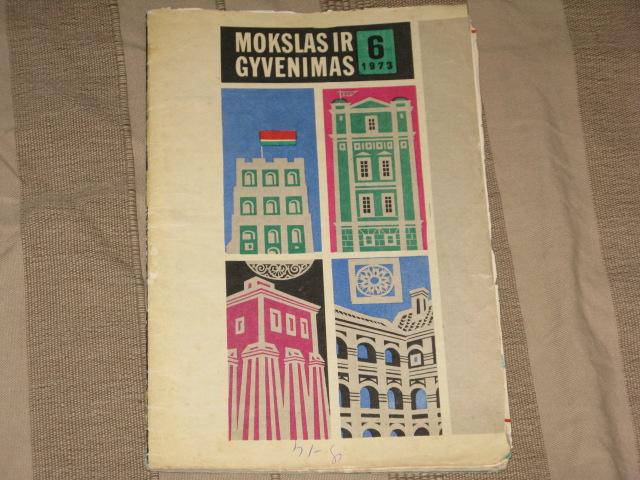 MOKSLAS IR
GYVENIMAS
6
1973